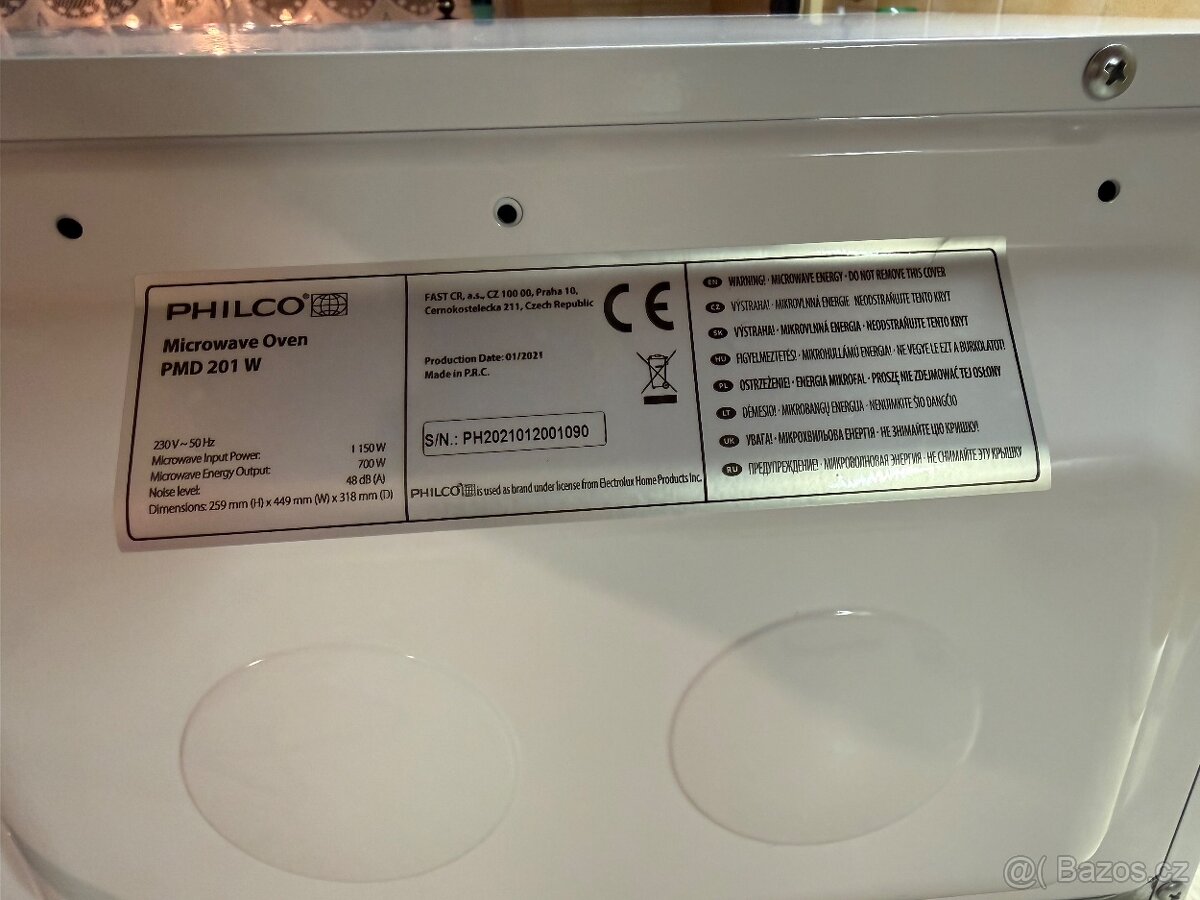 PHILCO
Microwave Oven
PMD 201 W
230 V ~ 50 Hz
Microwave Input Power: 1 150 W
Microwave Energy Output: 700 W
Noise level: 48 dB (A)
Dimensions: 259 mm (H) x 449 mm (W) x 318 mm (D)
FAST CR, a.s., CZ 100 00, Praha 10,
Cernokostelecka 211, Czech Republic
CE
Production Date: 01/2021
Made in P.R.C.
S/N.: PH2021012001090
PHILCO is used as brand under license from Electrolux Home Products Inc.
EN WARNING! · MICROWAVE ENERGY · DO NOT REMOVE THIS COVER
CZ VÝSTRAHA! · MIKROVLNNÁ ENERGIE · NEODSTRAŇUJTE TENTO KRYT
SK VÝSTRAHA! · MIKROVLNNÁ ENERGIA · NEODSTRAŇUJTE TENTO KRYT
HU FIGYELMEZTETÉS! · MIKROHULLÁMÚ ENERGIA! · NE VEGYE LE EZT A BURKOLATOT!
PL OSTRZEŻENIE! · ENERGIA MIKROFAL · PROSZĘ NIE ZDEJMOWAĆ TEJ OSŁONY
LT DĖMESIO! · MIKROBANGŲ ENERGIJA · NENUIMKITE ŠIO DANGČIO
UK УВАГА! · МІКРОХВИЛЬОВА ЕНЕРГІЯ · НЕ ЗНІМАЙТЕ ЦЮ КРИШКУ!
RU ПРЕДУПРЕЖДЕНИЕ! · МИКРОВОЛНОВАЯ ЭНЕРГИЯ · НЕ СНИМАЙТЕ ЭТУ КРЫШКУ
@( Bazos.cz